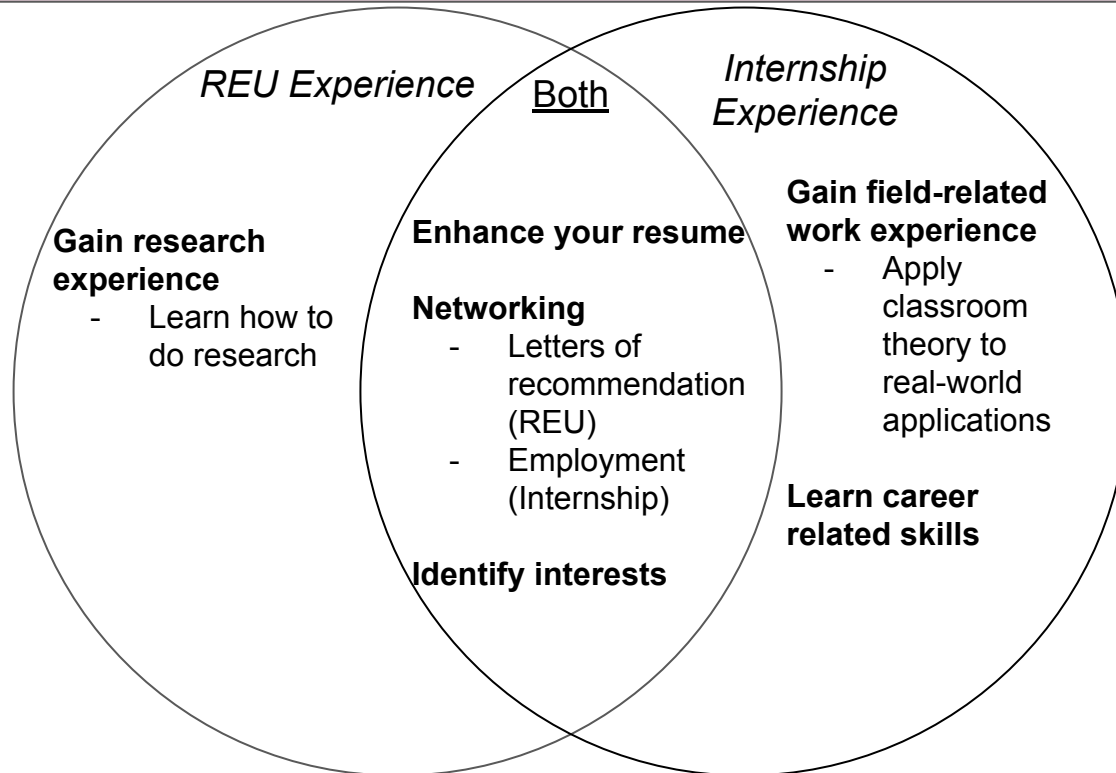 REU Experience
Both
Internship
Experience
Gain research
experience
- Learn how to
do research
Enhance your resume
Networking
- Letters of
recommendation
(REU)
- Employment
(Internship)
Identify interests
Gain field-related
work experience
- Apply
classroom
theory to
real-world
applications
Learn career
related skills